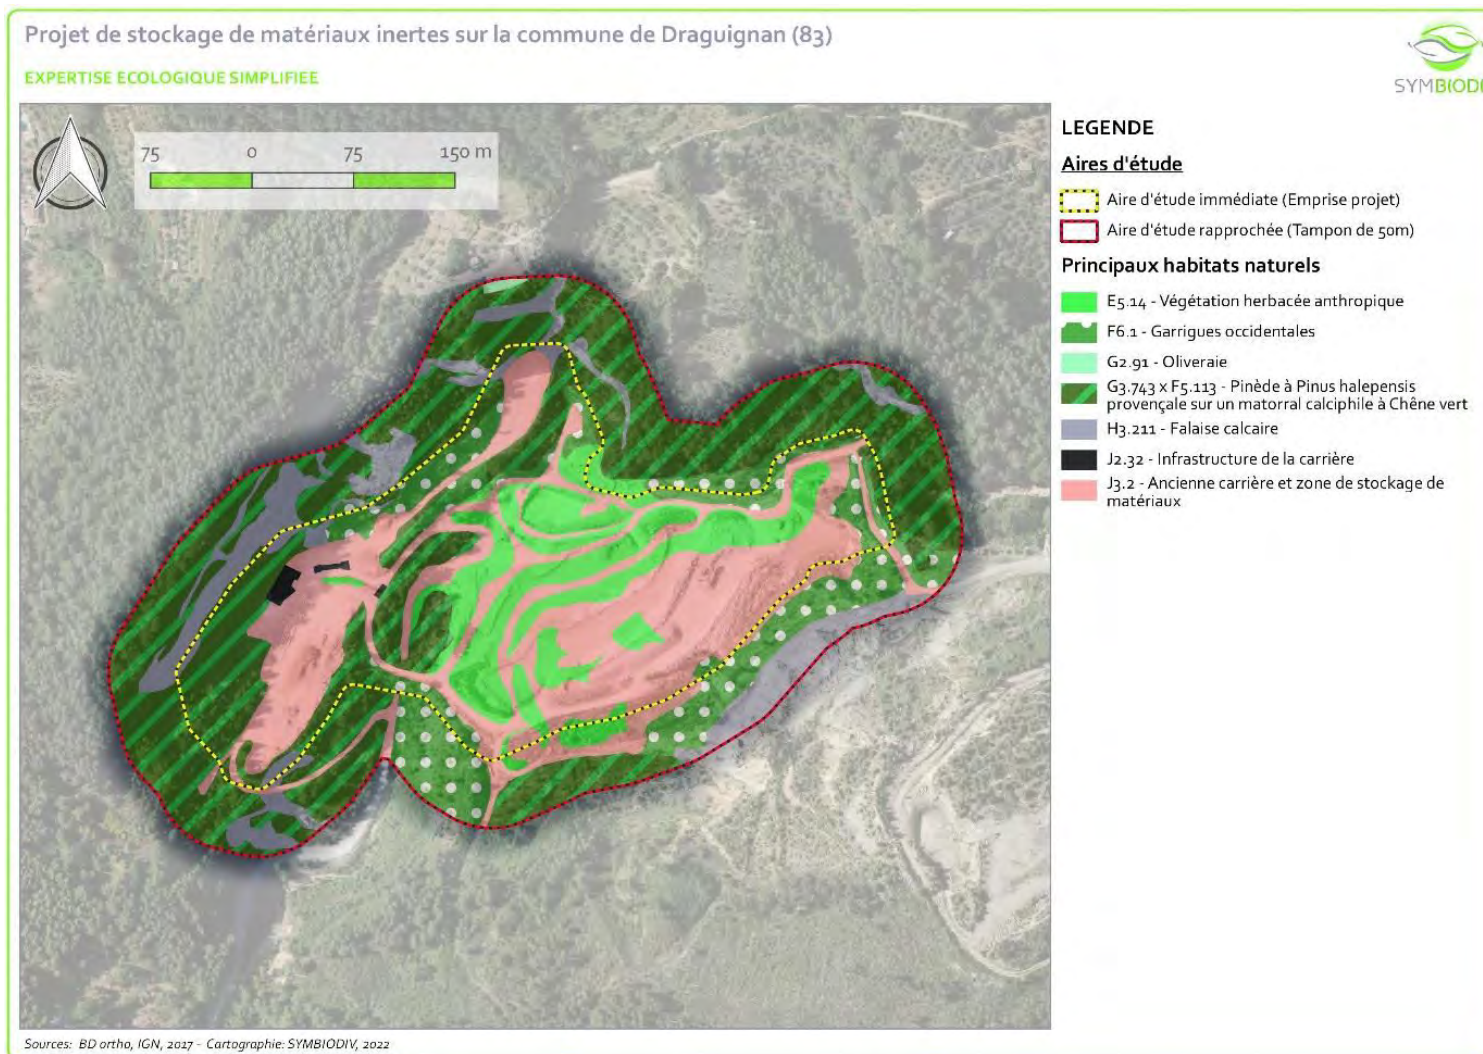 Projet de stockage de matériaux inertes sur la commune de Draguignan (83)
EXPERTISE ECOLOGIQUE SIMPLIFIEE
SYMBIODI
75 0 75 150 m
LEGENDE
Aires d'étude
Aire d'étude immédiate (Emprise projet)
Aire d'étude rapprochée (Tampon de 50m)
Principaux habitats naturels
E5.14 - Végétation herbacée anthropique
F6.1 - Garrigues occidentales
G2.91 - Oliveraie
G3.743 x F5.113 - Pinède à Pinus halepensis
provençale sur un matorral calciphile à Chêne vert
H3.211 - Falaise calcaire
J2.32 - Infrastructure de la carrière
J3.2 - Ancienne carrière et zone de stockage de
matériaux
Sources: BD ortho, IGN, 2017 - Cartographie: SYMBIODIV, 2022